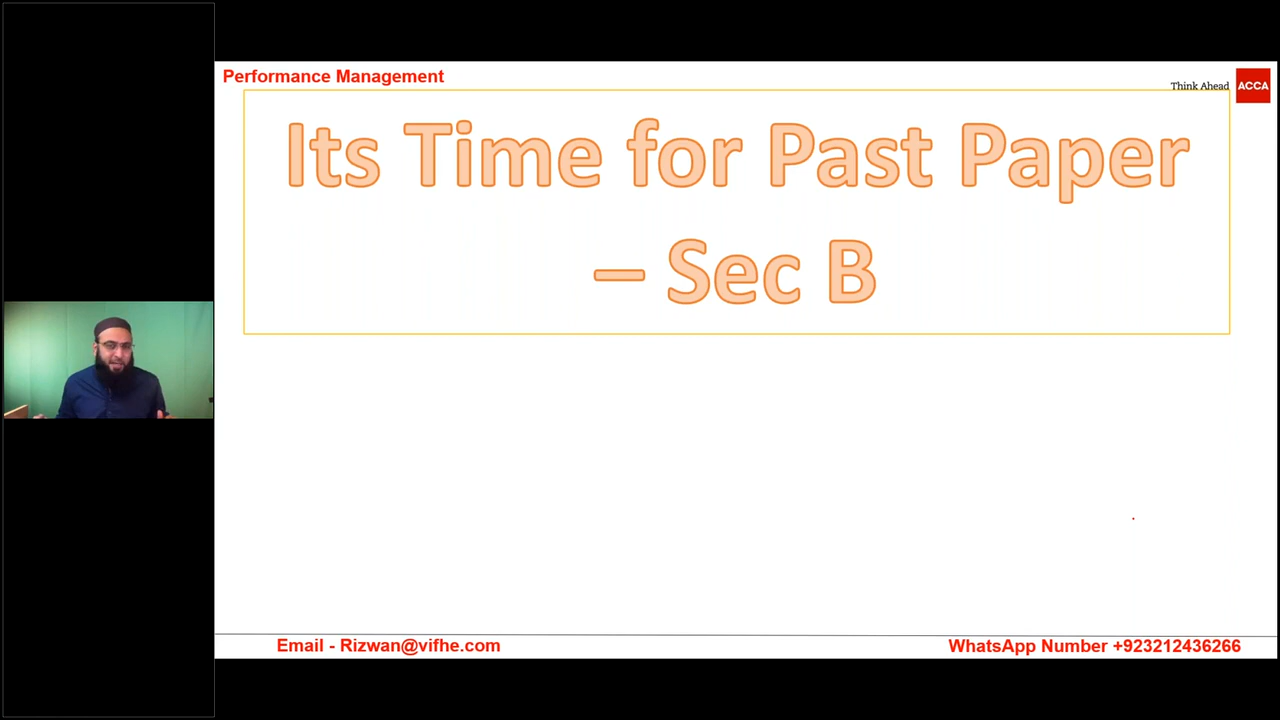 Performance Management
Think Ahead ACCA
Its Time for Past Paper
– Sec B
Email - Rizwan@vifhe.com
WhatsApp Number +923212436266